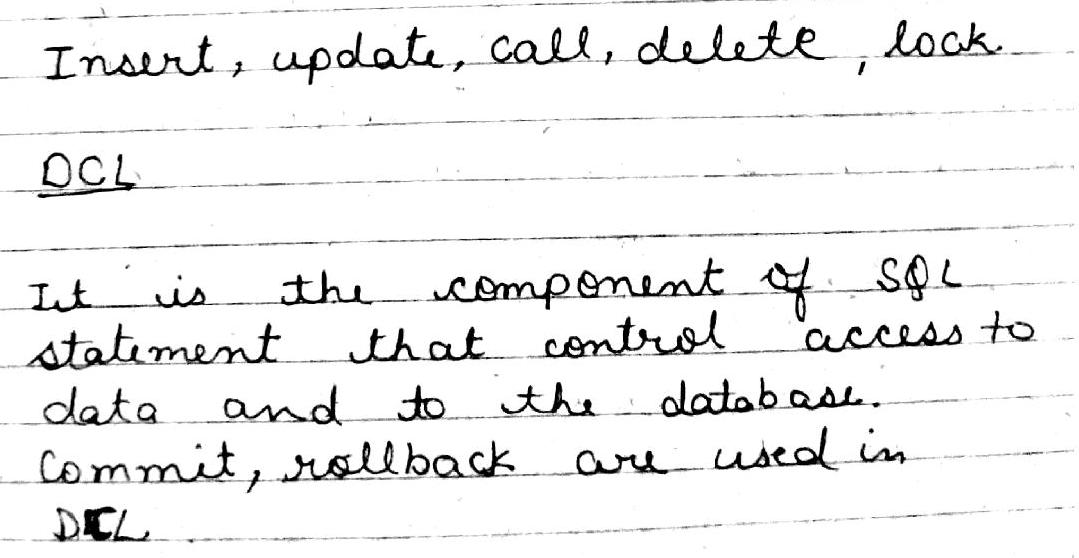 Insert, update, call, delete, lock.
DCL
It is the component of SQL
statement that control access to
data and to the database.
Commit, rollback are used in
DCL.